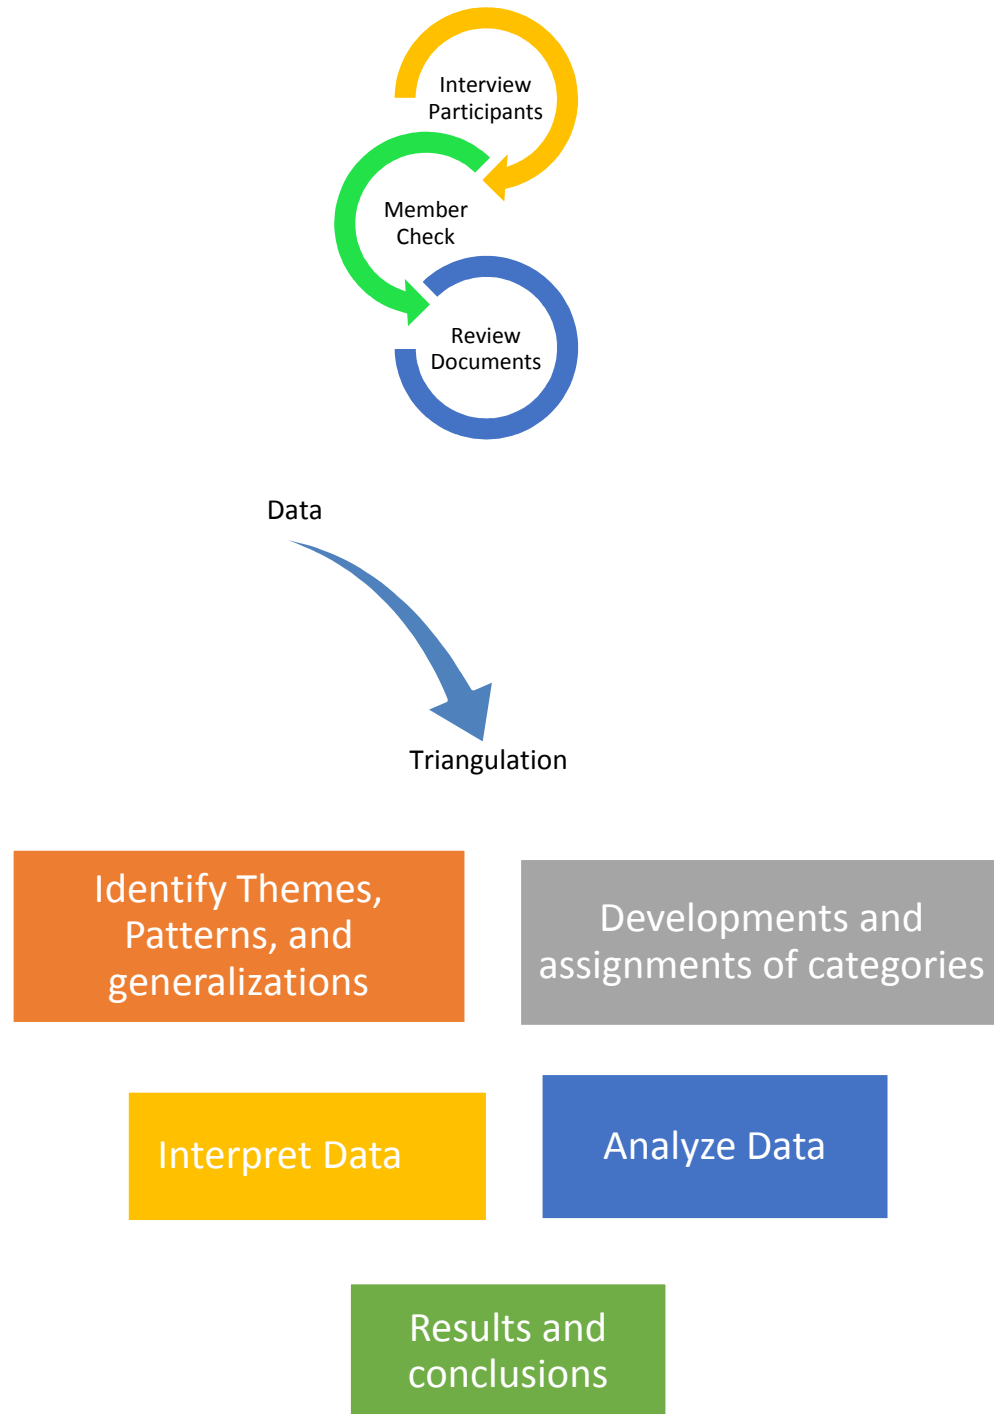 Interview
Participants
Member
Check
Review
Documents
Data
Triangulation
Identify Themes,
Patterns, and
generalizations
Developments and
assignments of categories
Interpret Data
Analyze Data
Results and
conclusions